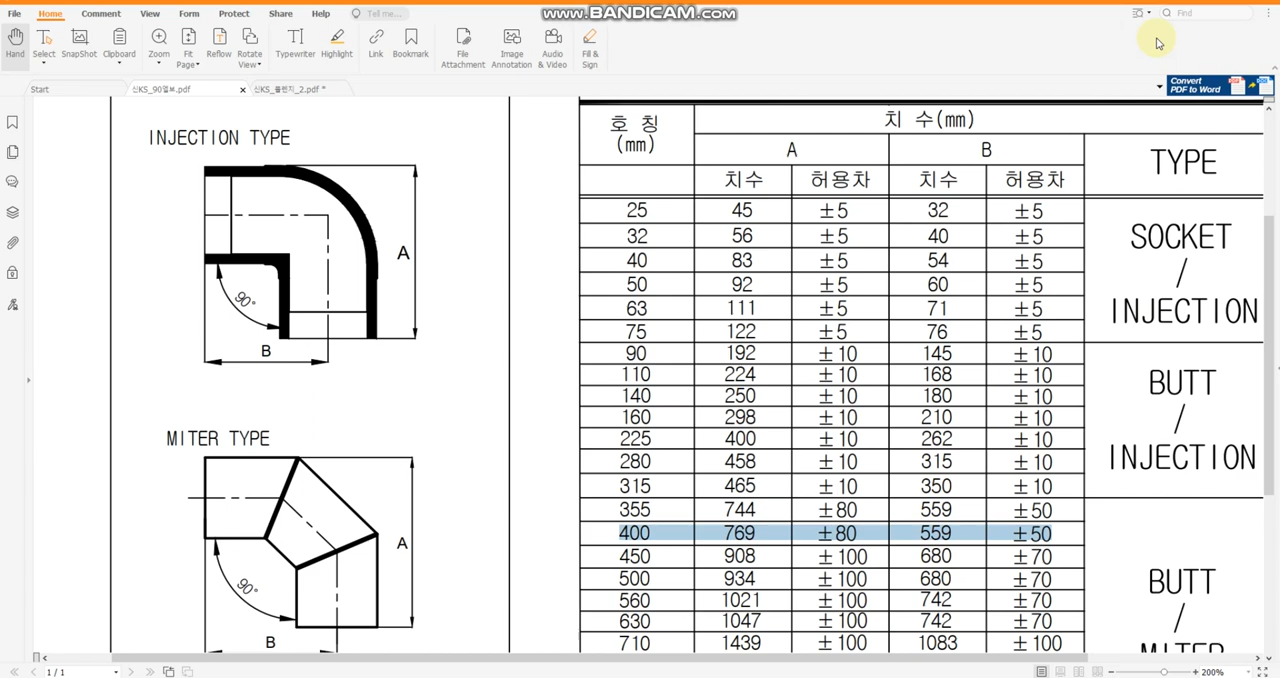 File Home Comment View Form Protect Share Help Tell me... Find
www.BANDICAM.com
Hand Select SnapShot Clipboard Zoom Fit Page Reflow Rotate View Typewriter Highlight Link Bookmark File Attachment Image Annotation Audio & Video Fill & Sign
Start 신KS_90엘보.pdf 신KS_플랜지_2.pdf *
Convert
PDF to Word
INJECTION TYPE
A
90°
B
MITER TYPE
A
90°
B
호 칭 (mm) 치 수(mm)
A B TYPE
치수 허용차 치수 허용차
25 45 ±5 32 ±5
32 56 ±5 40 ±5
40 83 ±5 54 ±5
50 92 ±5 60 ±5
63 111 ±5 71 ±5
75 122 ±5 76 ±5
SOCKET
/
INJECTION
90 192 ±10 145 ±10
110 224 ±10 168 ±10
140 250 ±10 180 ±10
160 298 ±10 210 ±10
225 400 ±10 262 ±10
280 458 ±10 315 ±10
315 465 ±10 350 ±10
BUTT
/
INJECTION
355 744 ±80 559 ±50
400 769 ±80 559 ±50
450 908 ±100 680 ±70
500 934 ±100 680 ±70
560 1021 ±100 742 ±70
630 1047 ±100 742 ±70
710 1439 ±100 1083 ±100
BUTT
/
MITER
1 / 1
200%